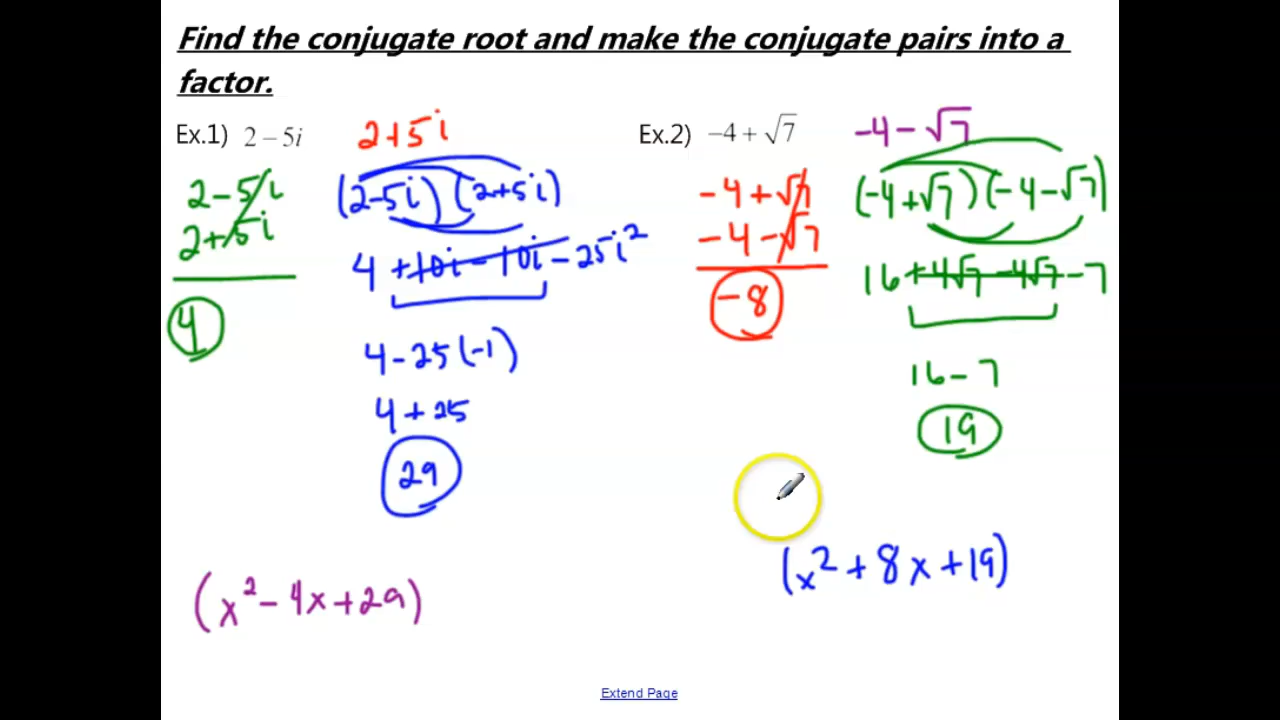 Find the conjugate root and make the conjugate pairs into a
factor.
Ex.1) 2 – 5i
2+5i
2-5i
2+5i
4
(2-5i)(2+5i)
4 +10i - 10i - 25i²
4 - 25(-1)
4 + 25
29
(x² - 4x + 29)
Ex.2) –4 + √7
-4 - √7
-4 + √7
-4 - √7
-8
(-4+√7)(-4-√7)
16 +4√7 -4√7 -7
16 - 7
19
(x² + 8x + 19)
Extend Page